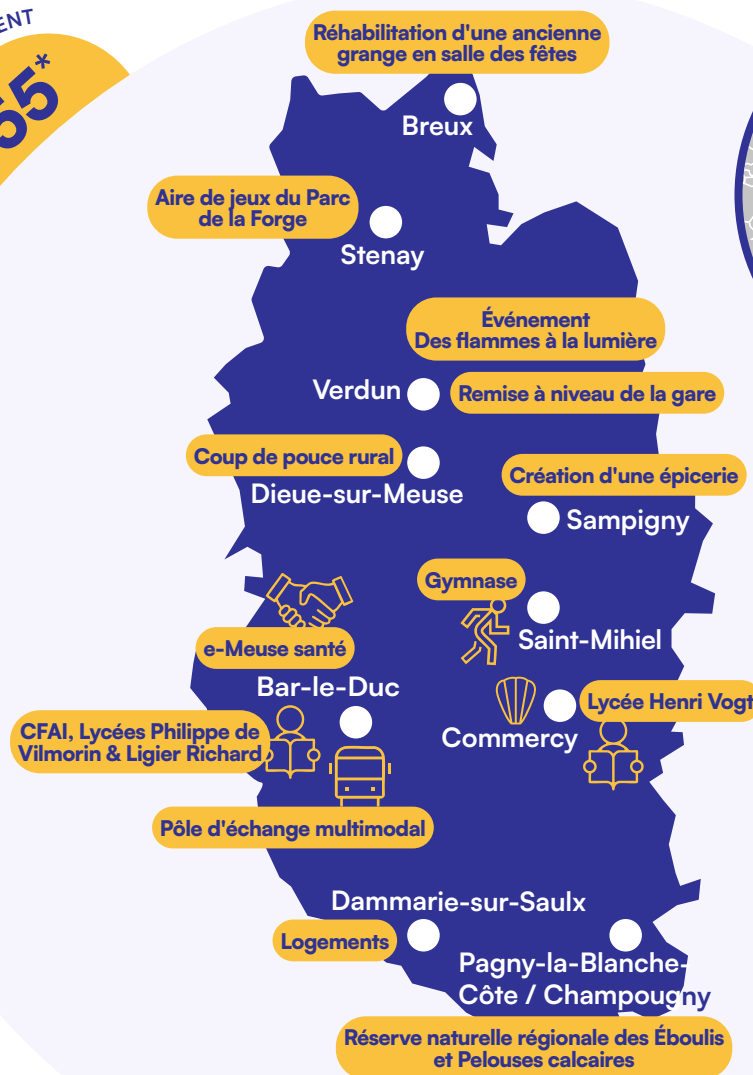 55*
Réhabilitation d'une ancienne
grange en salle des fêtes
Breux
Aire de jeux du Parc
de la Forge
Stenay
Événement
Des flammes à la lumière
Verdun
Remise à niveau de la gare
Coup de pouce rural
Dieue-sur-Meuse
Création d'une épicerie
Sampigny
Gymnase
Saint-Mihiel
e-Meuse santé
Bar-le-Duc
Lycée Henri Vogt
Commercy
CFAI, Lycées Philippe de
Vilmorin & Ligier Richard
Pôle d'échange multimodal
Dammarie-sur-Saulx
Logements
Pagny-la-Blanche-
Côte / Champougny
Réserve naturelle régionale des Éboulis
et Pelouses calcaires